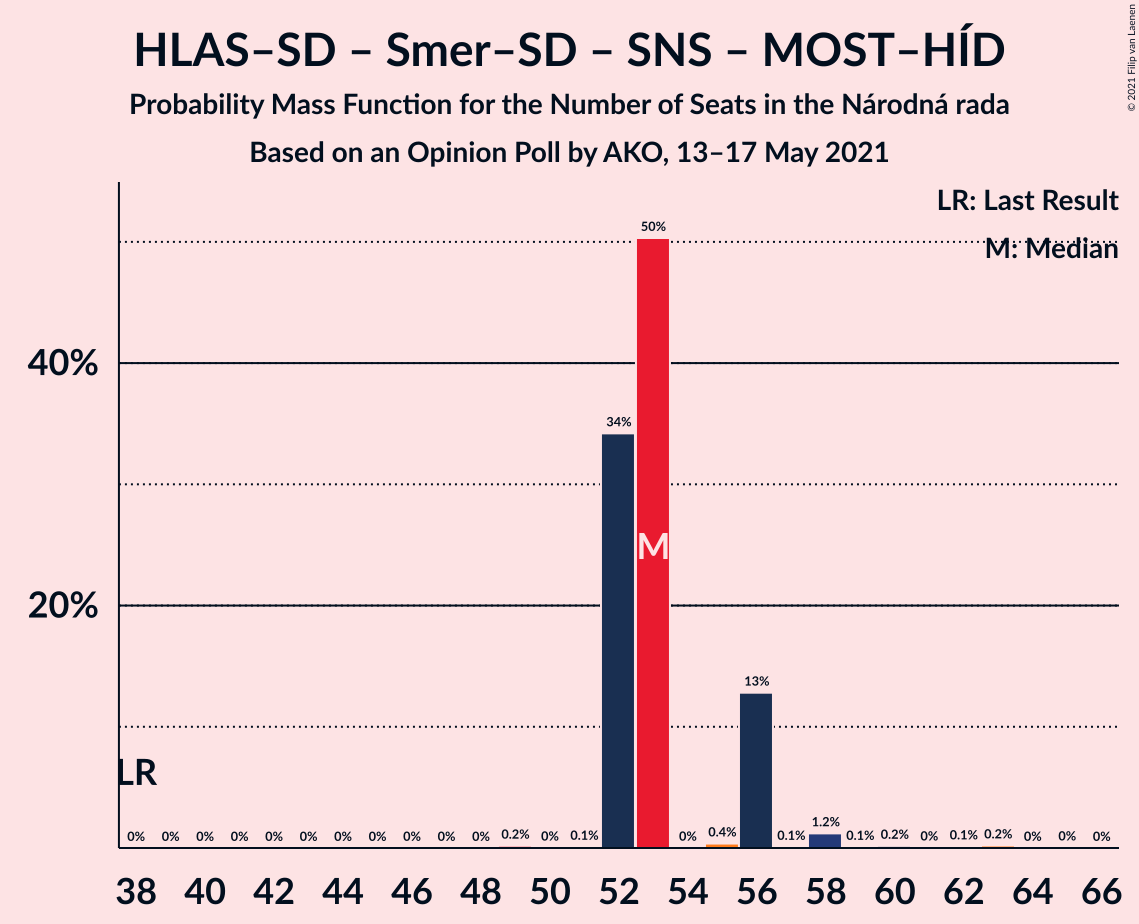 HLAS–SD – Smer–SD – SNS – MOST–HÍD
Probability Mass Function for the Number of Seats in the Národná rada
Based on an Opinion Poll by AKO, 13–17 May 2021
© 2021 Filip van Laenen
LR: Last Result
M: Median
50%
40%
34%
M
20%
13%
LR
0% 0% 0% 0% 0% 0% 0% 0% 0% 0% 0% 0.2% 0% 0.1% 0% 0.4% 0.1% 1.2% 0.1% 0.2% 0% 0.1% 0.2% 0% 0% 0%
38 40 42 44 46 48 50 52 54 56 58 60 62 64 66